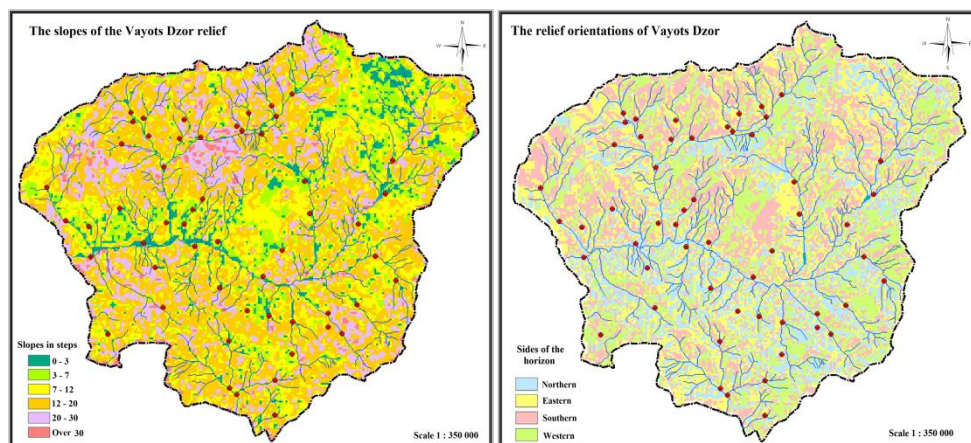 The slopes of the Vayots Dzor relief
N
W
E
S
Slopes in steps
0 - 3
3 - 7
7 - 12
12 - 20
20 - 30
Over 30
Scale 1 : 350 000
The relief orientations of Vayots Dzor
N
W
E
S
Sides of the
horizon
Northern
Eastern
Southern
Western
Scale 1 : 350 000